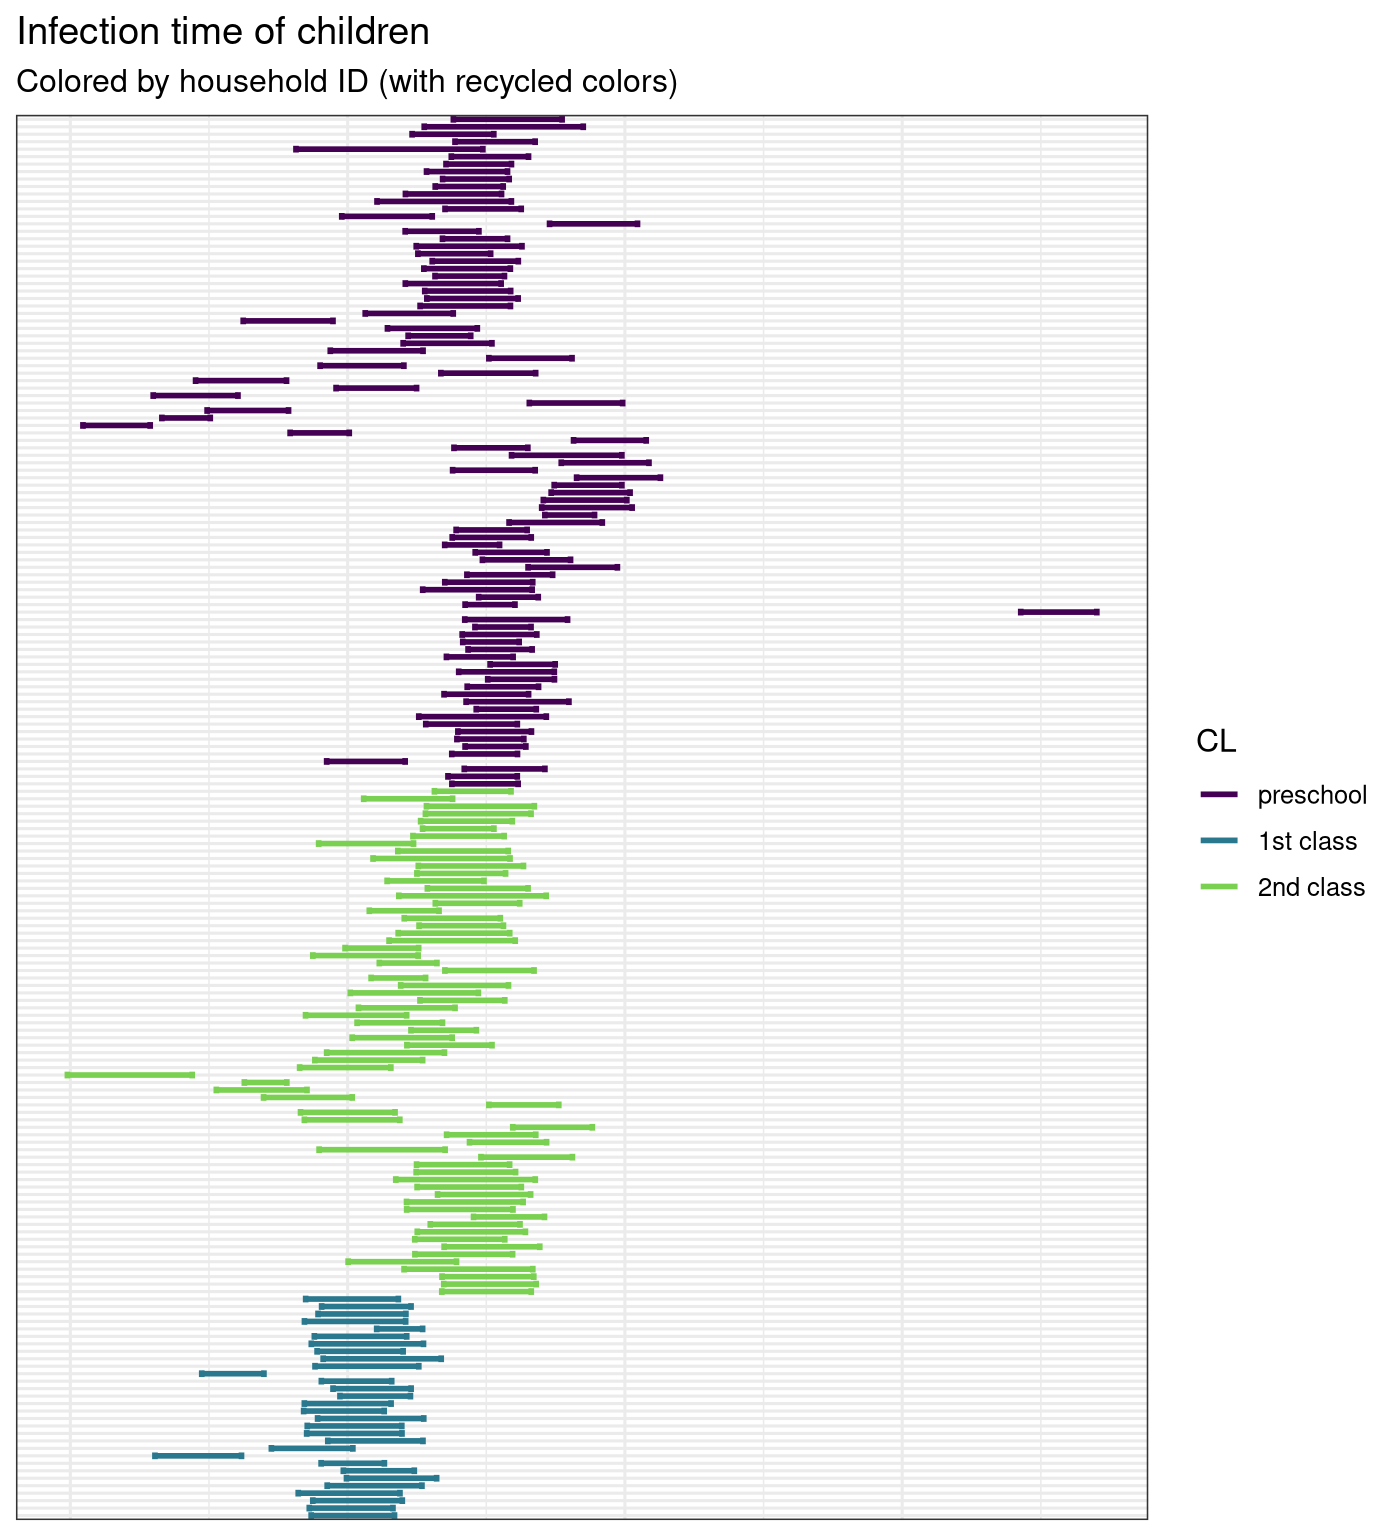 Infection time of children
Colored by household ID (with recycled colors)
CL
preschool
1st class
2nd class